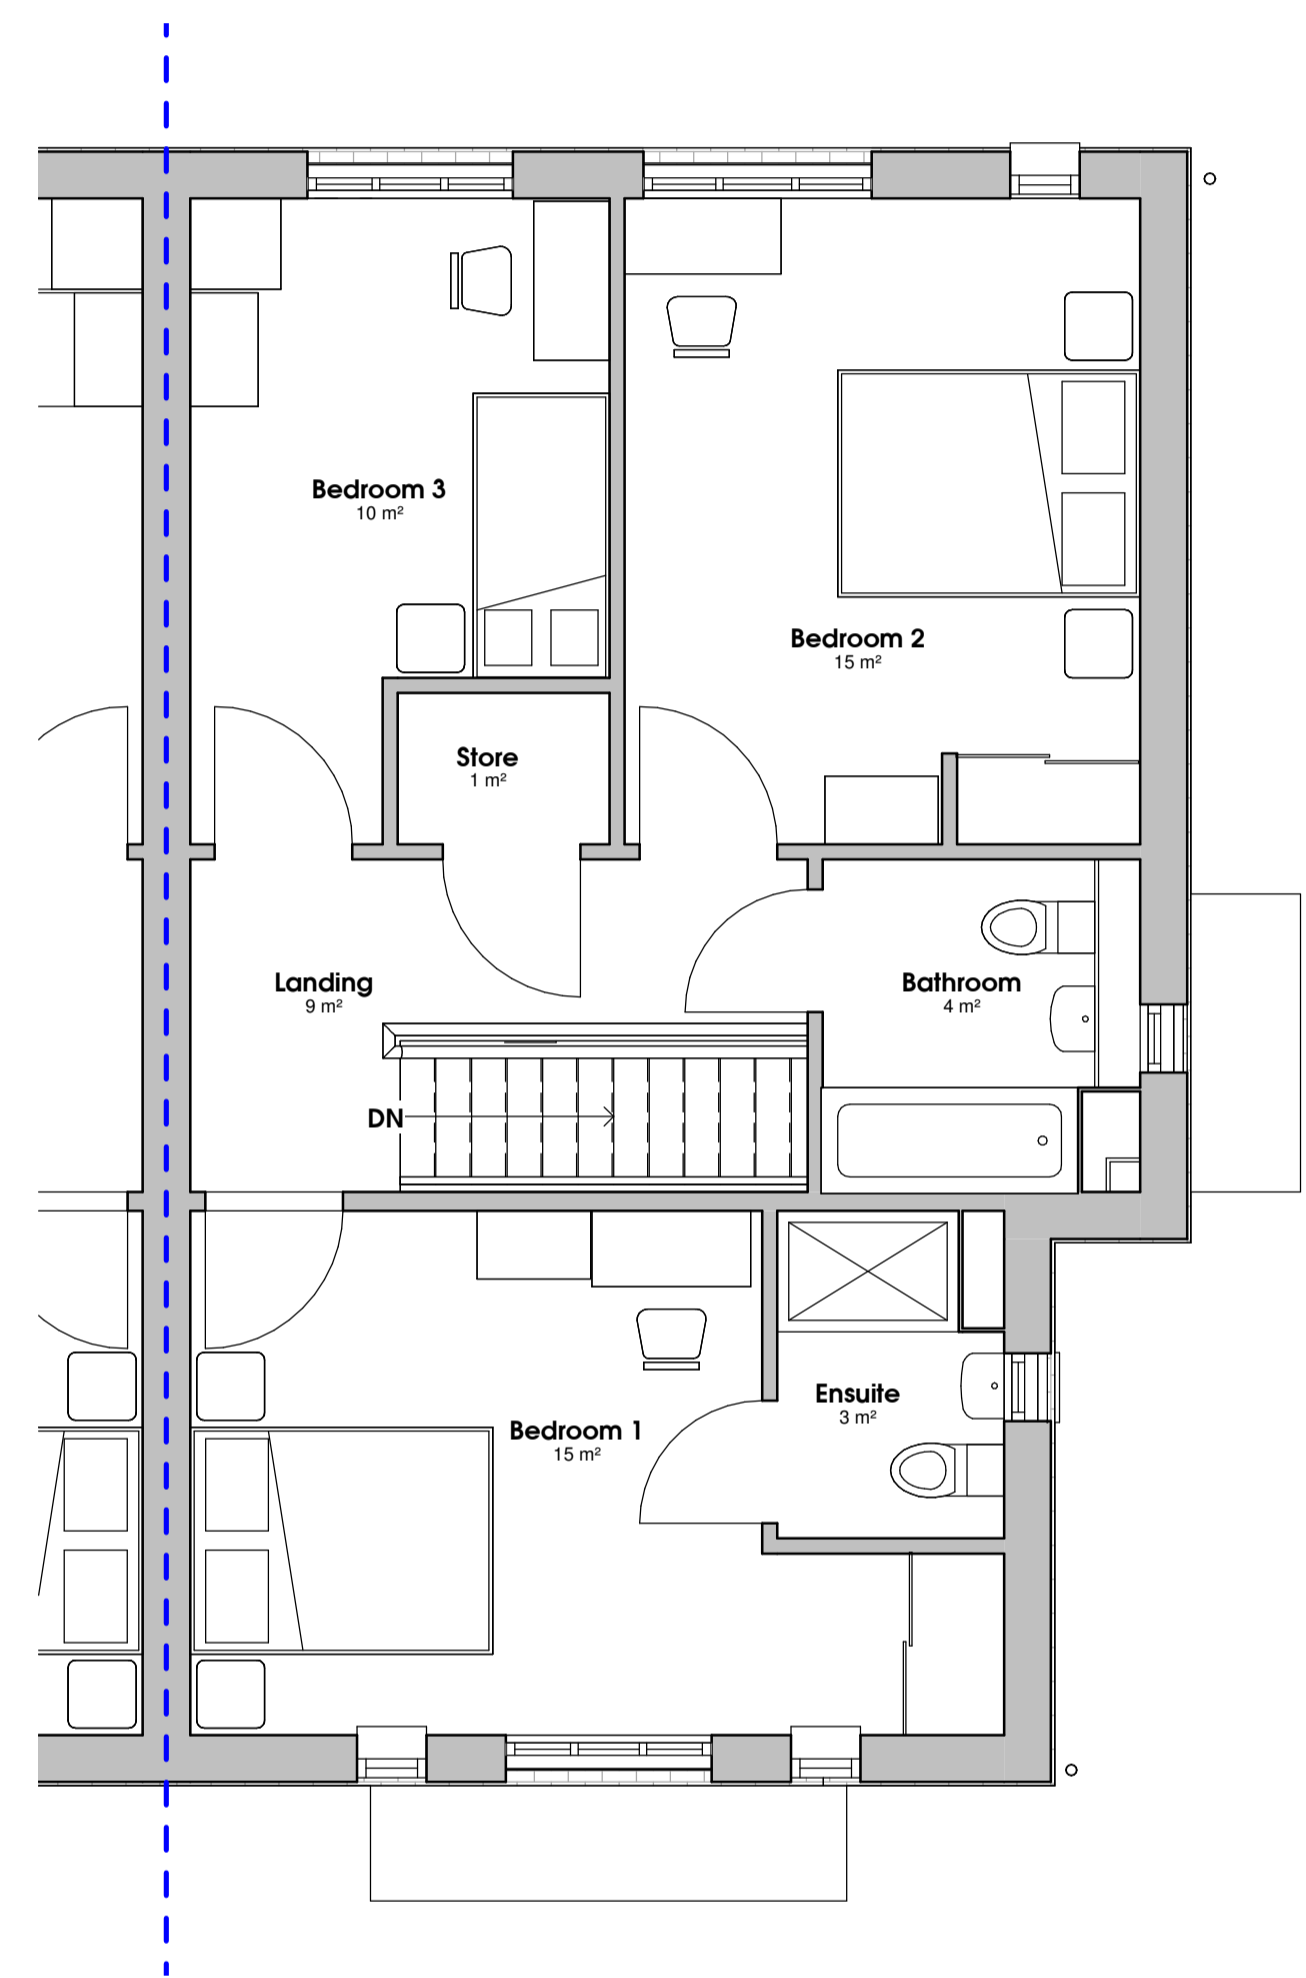 Bedroom 3
10 m²
Bedroom 2
15 m²
Store
1 m²
Landing
9 m²
Bathroom
4 m²
DN
Ensuite
3 m²
Bedroom 1
15 m²